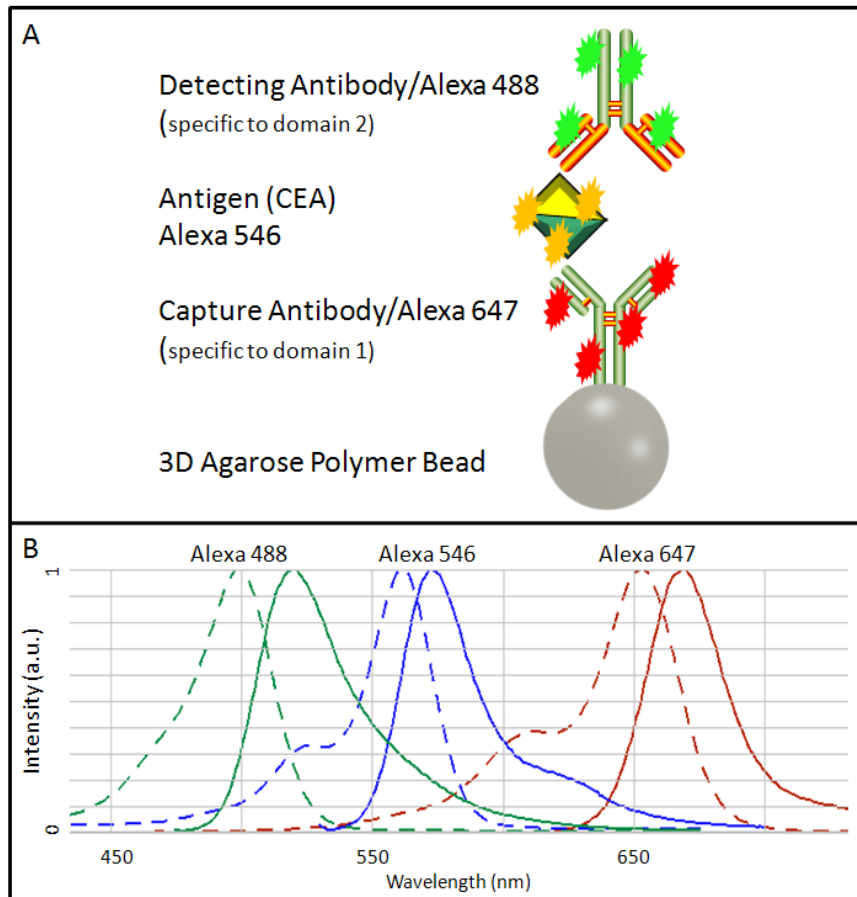 A
Detecting Antibody/Alexa 488
(specific to domain 2)
Antigen (CEA)
Alexa 546
Capture Antibody/Alexa 647
(specific to domain 1)
3D Agarose Polymer Bead
B
Alexa 488 Alexa 546 Alexa 647
1
Intensity (a.u.)
0
450 550 650
Wavelength (nm)